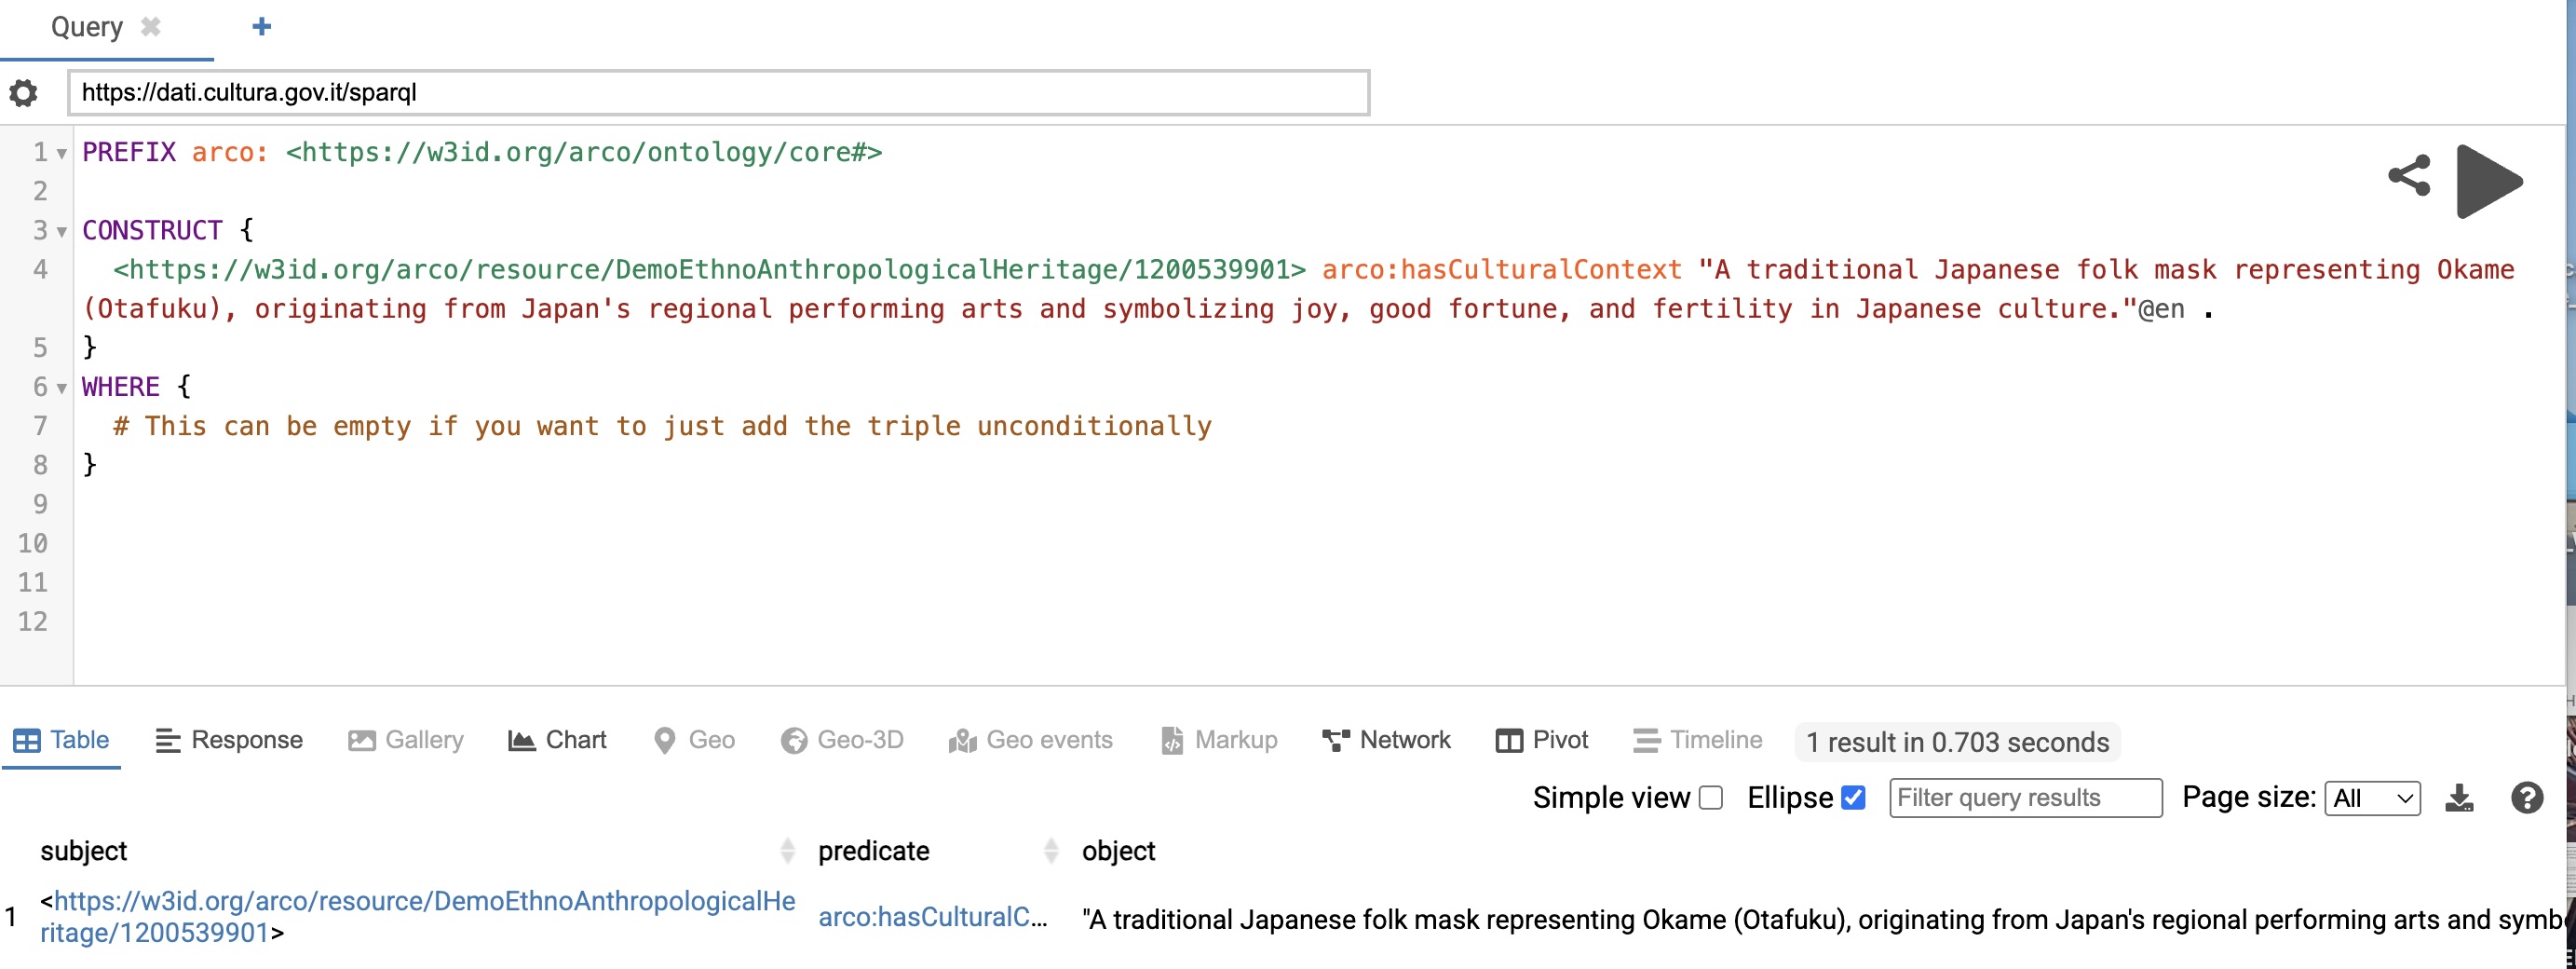 Query
https://dati.cultura.gov.it/sparql
1 PREFIX arco: <https://w3id.org/arco/ontology/core#>
2
3 CONSTRUCT {
4 <https://w3id.org/arco/resource/DemoEthnoAnthropologicalHeritage/1200539901> arco:hasCulturalContext "A traditional Japanese folk mask representing Okame
(Otafuku), originating from Japan's regional performing arts and symbolizing joy, good fortune, and fertility in Japanese culture."@en .
5 }
6 WHERE {
7 # This can be empty if you want to just add the triple unconditionally
8 }
9
10
11
12
Table Response Gallery Chart Geo Geo-3D Geo events Markup Network Pivot Timeline 1 result in 0.703 seconds
Simple view Ellipse Filter query results Page size: All
subject predicate object
1 <https://w3id.org/arco/resource/DemoEthnoAnthropologicalHe
ritage/1200539901> arco:hasCulturalC... "A traditional Japanese folk mask representing Okame (Otafuku), originating from Japan's regional performing arts and symb